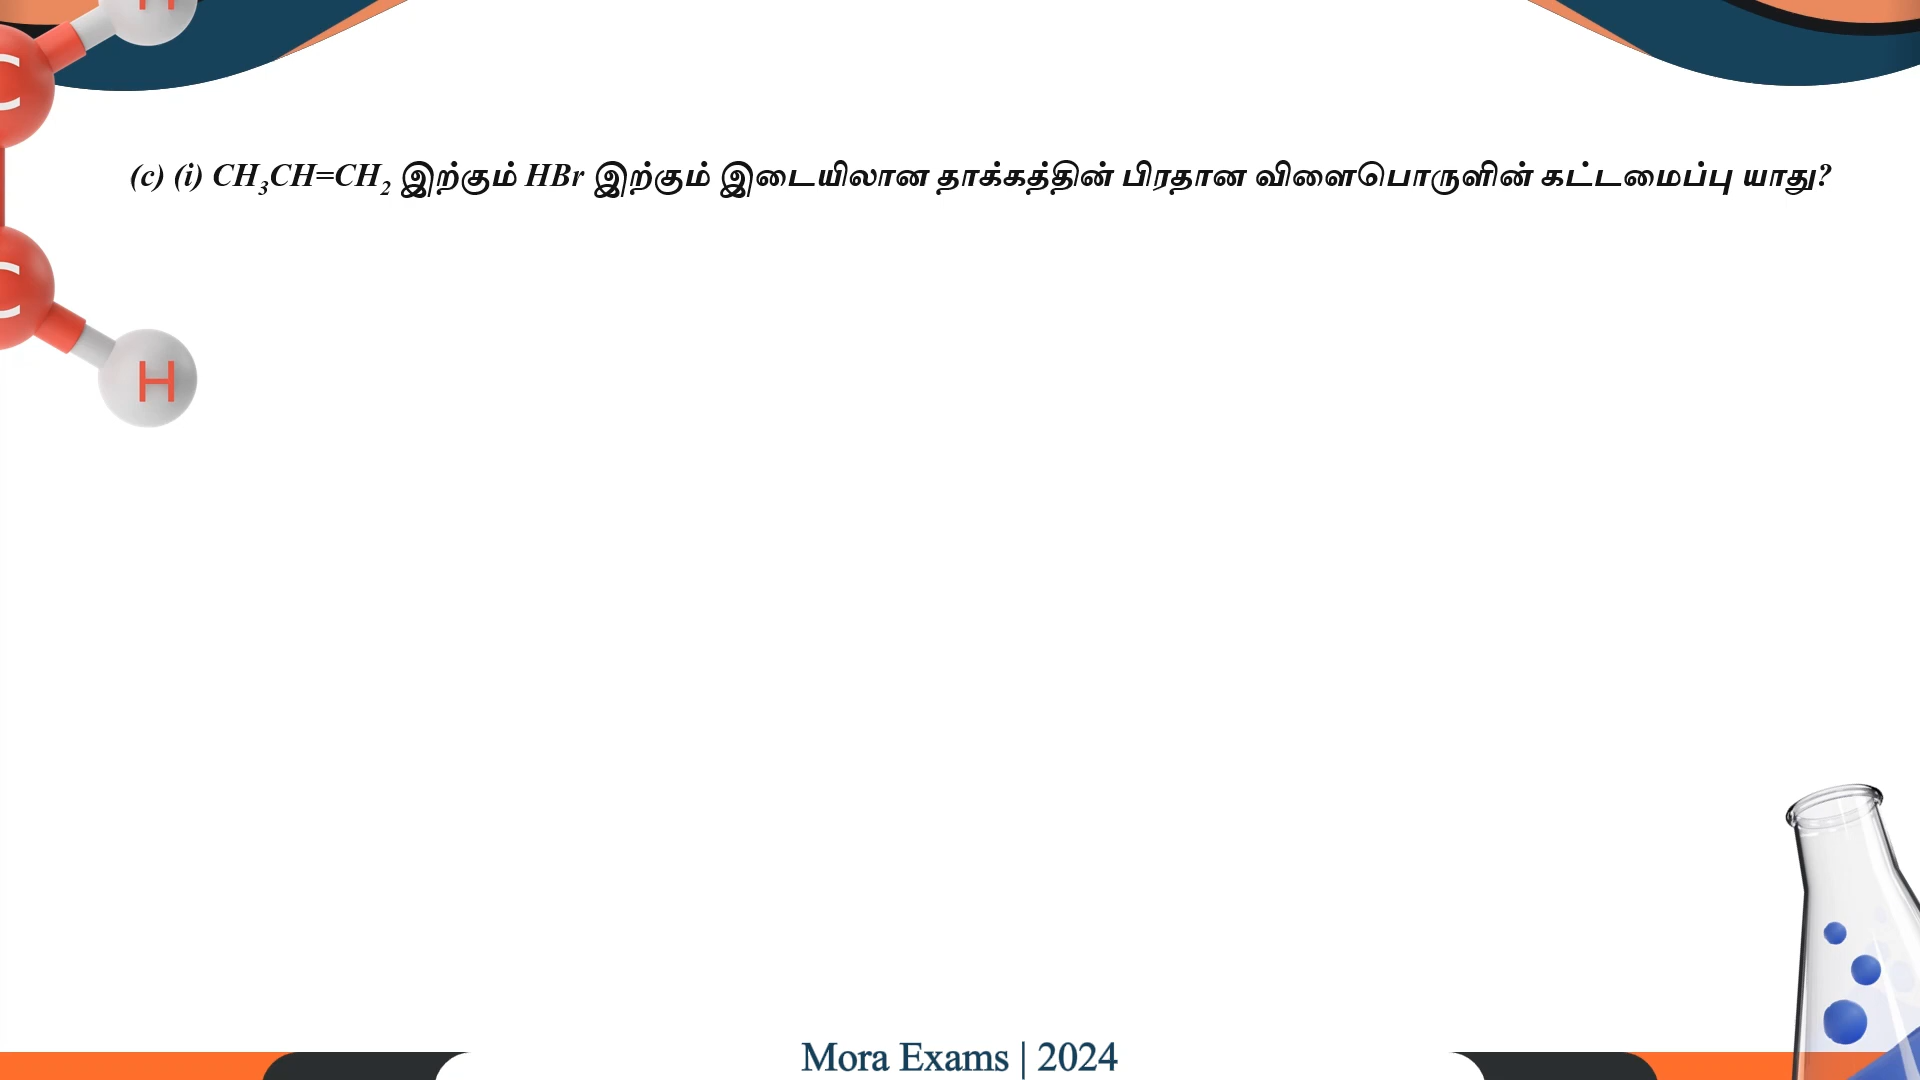 H
C
(c) (i) CH₃CH=CH₂ இற்கும் HBr இற்கும் இடையிலான தாக்கத்தின் பிரதான விளைபொருளின் கட்டமைப்பு யாது?
C
H
Mora Exams | 2024